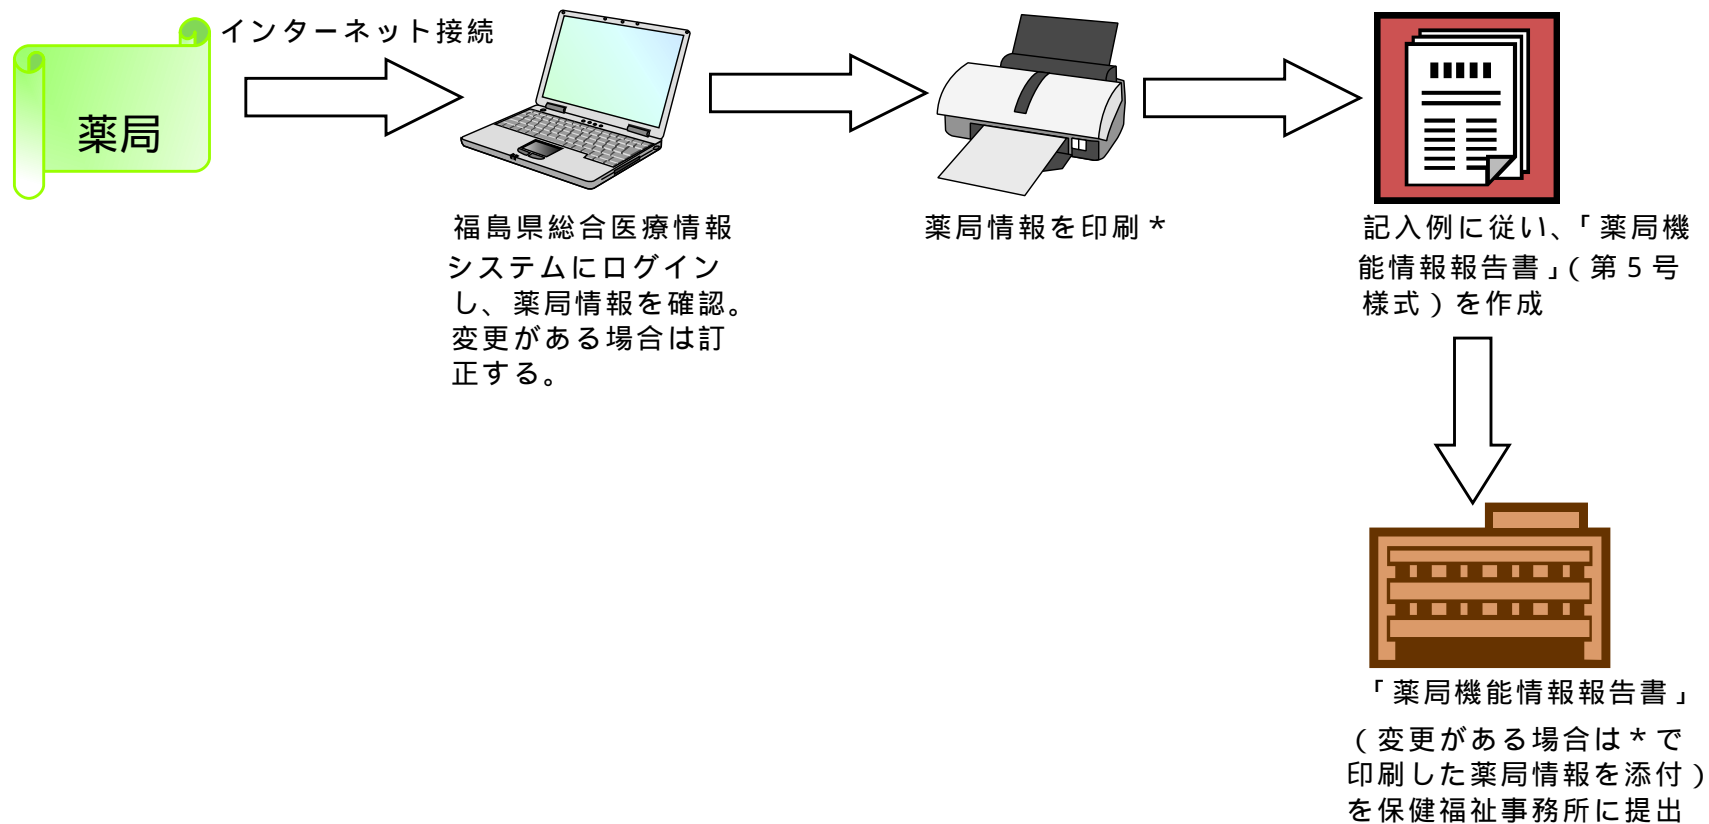 インターネット接続
薬局
福島県総合医療情報
システムにログイン
し、薬局情報を確認。
変更がある場合は訂
正する。
薬局情報を印刷＊
記入例に従い、「薬局機
能情報報告書」（第５号
様式）を作成
「薬局機能情報報告書」
（変更がある場合は＊で
印刷した薬局情報を添付）
を保健福祉事務所に提出